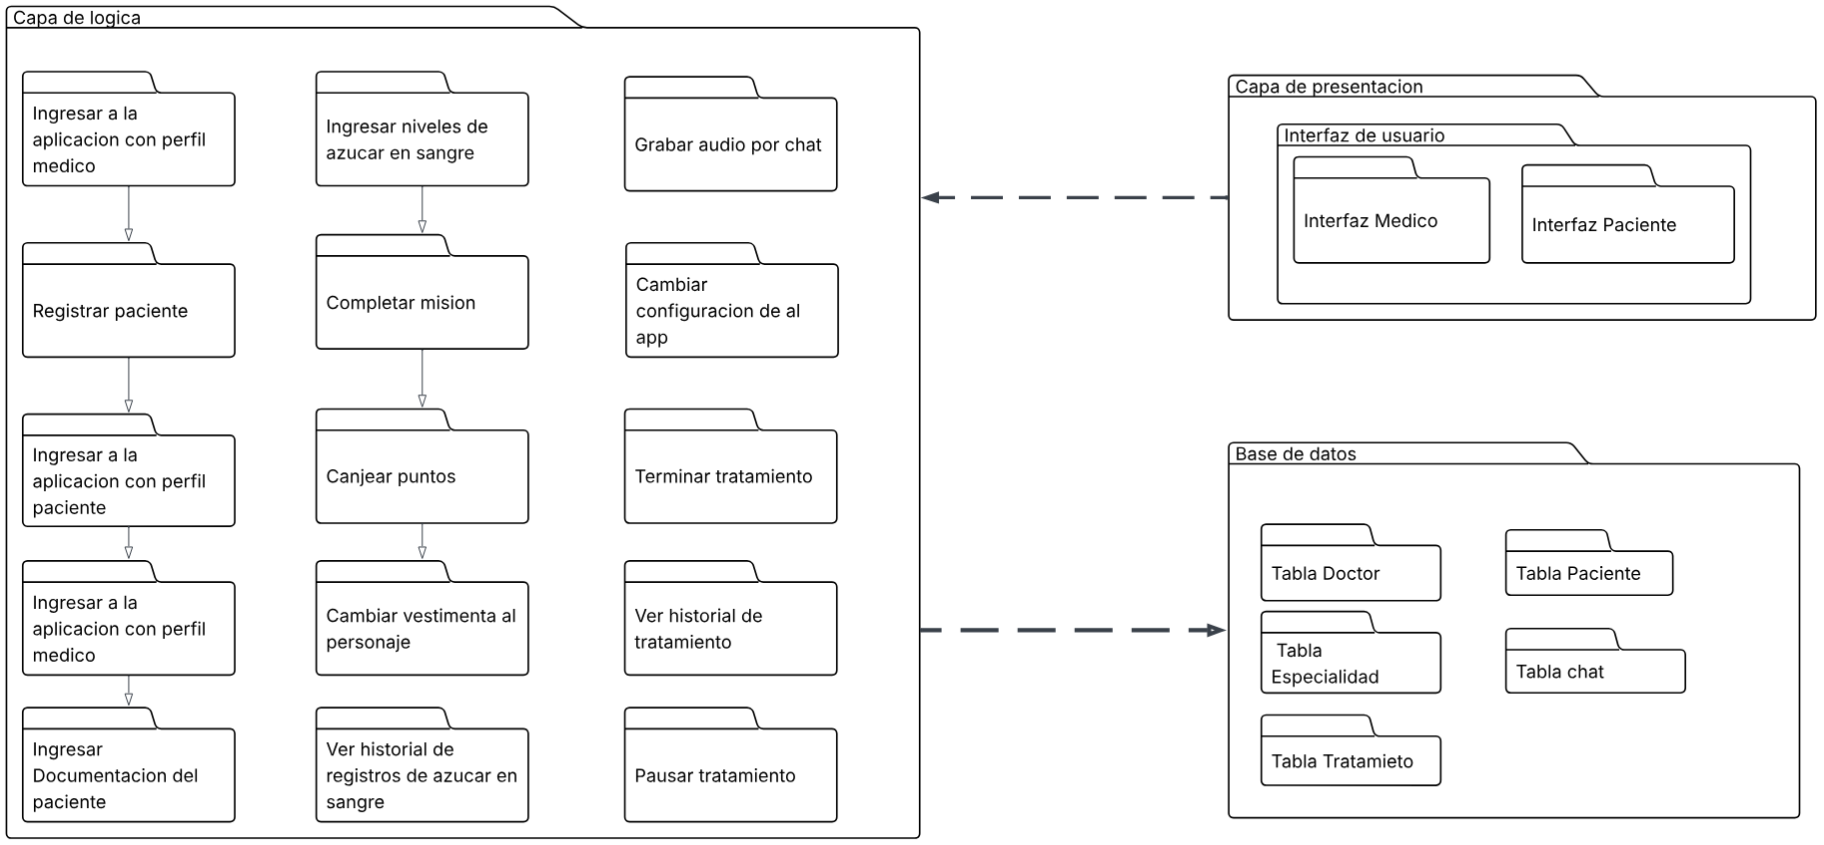 Capa de logica
Ingresar a la
aplicacion con perfil
medico
Registrar paciente
Ingresar a la
aplicacion con perfil
paciente
Ingresar a la
aplicacion con perfil
medico
Ingresar
Documentacion del
paciente
Ingresar niveles de
azucar en sangre
Completar mision
Canjear puntos
Cambiar vestimenta al
personaje
Ver historial de
registros de azucar en
sangre
Grabar audio por chat
Cambiar
configuracion de al
app
Terminar tratamiento
Ver historial de
tratamiento
Pausar tratamiento
Capa de presentacion
Interfaz de usuario
Interfaz Medico
Interfaz Paciente
Base de datos
Tabla Doctor
Tabla
Especialidad
Tabla Tratamieto
Tabla Paciente
Tabla chat